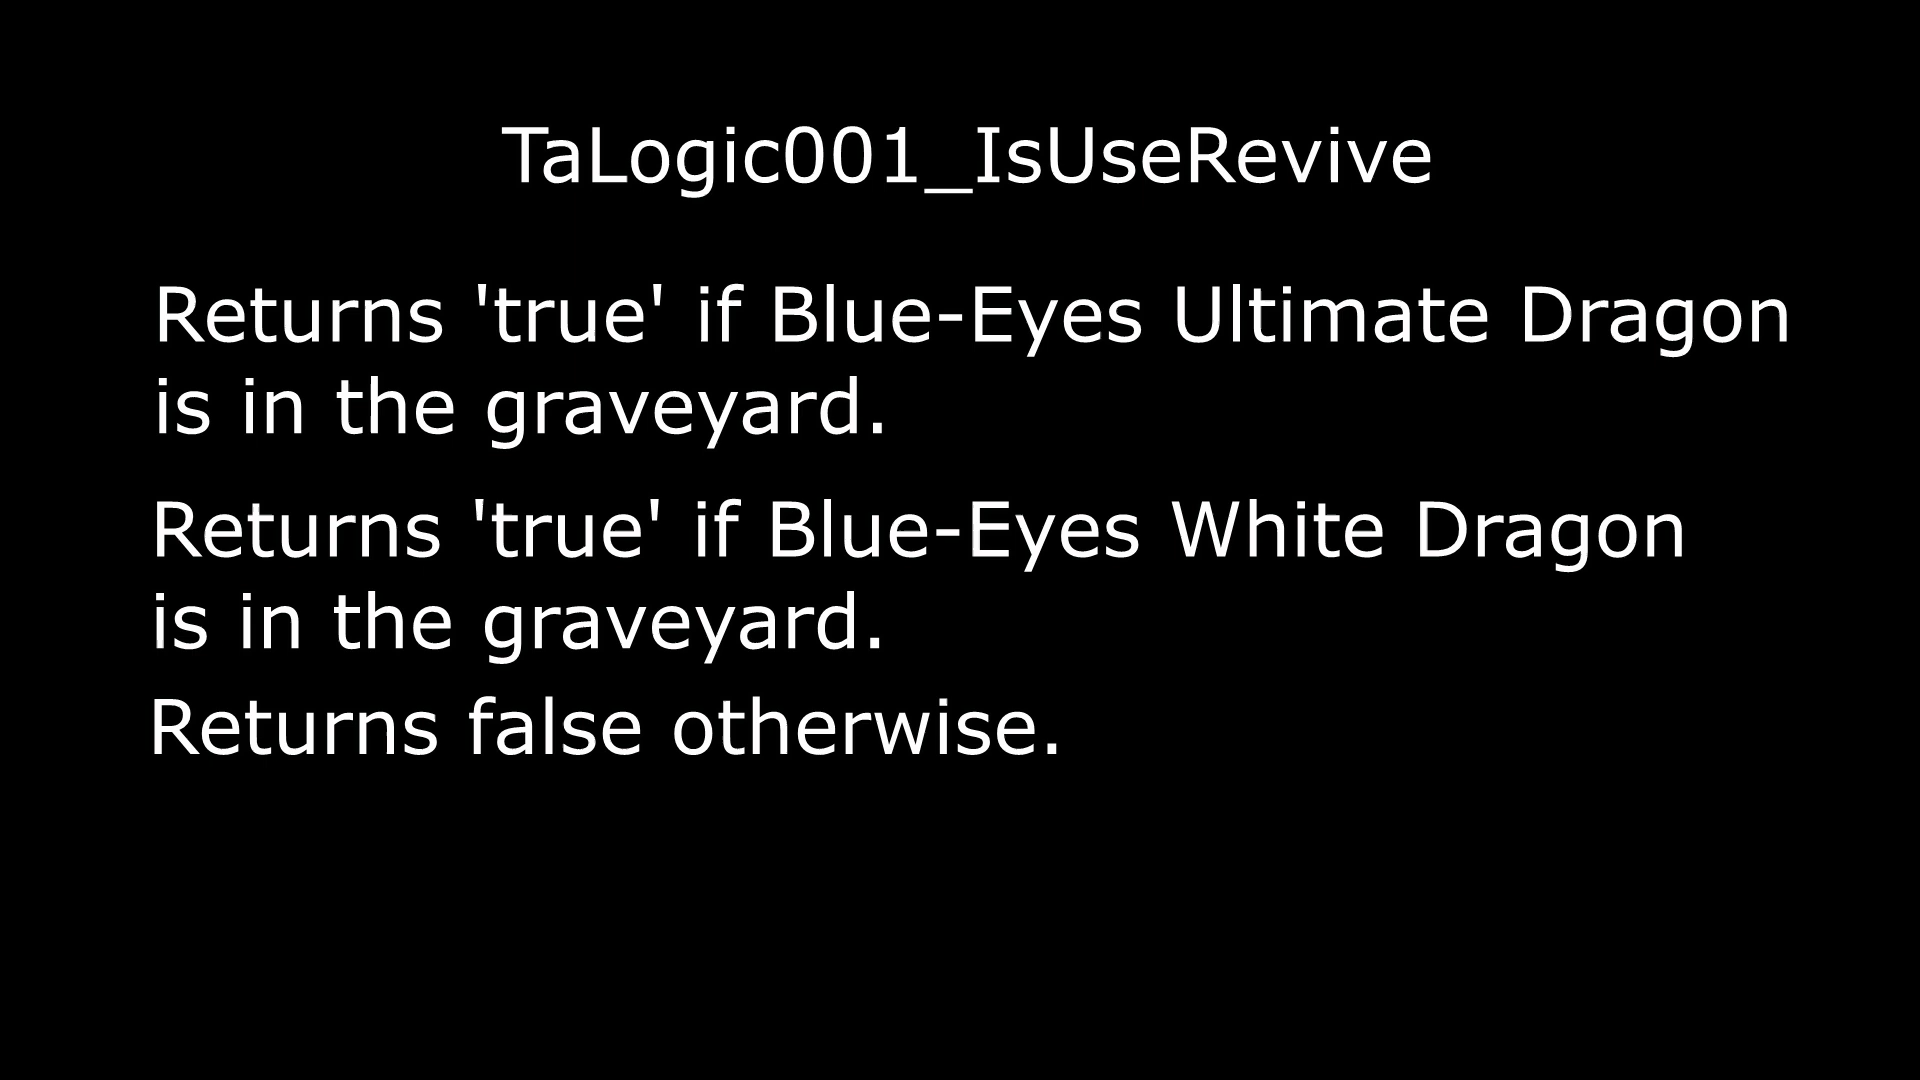 TaLogic001_IsUseRevive
Returns 'true' if Blue-Eyes Ultimate Dragon
is in the graveyard.
Returns 'true' if Blue-Eyes White Dragon
is in the graveyard.
Returns false otherwise.